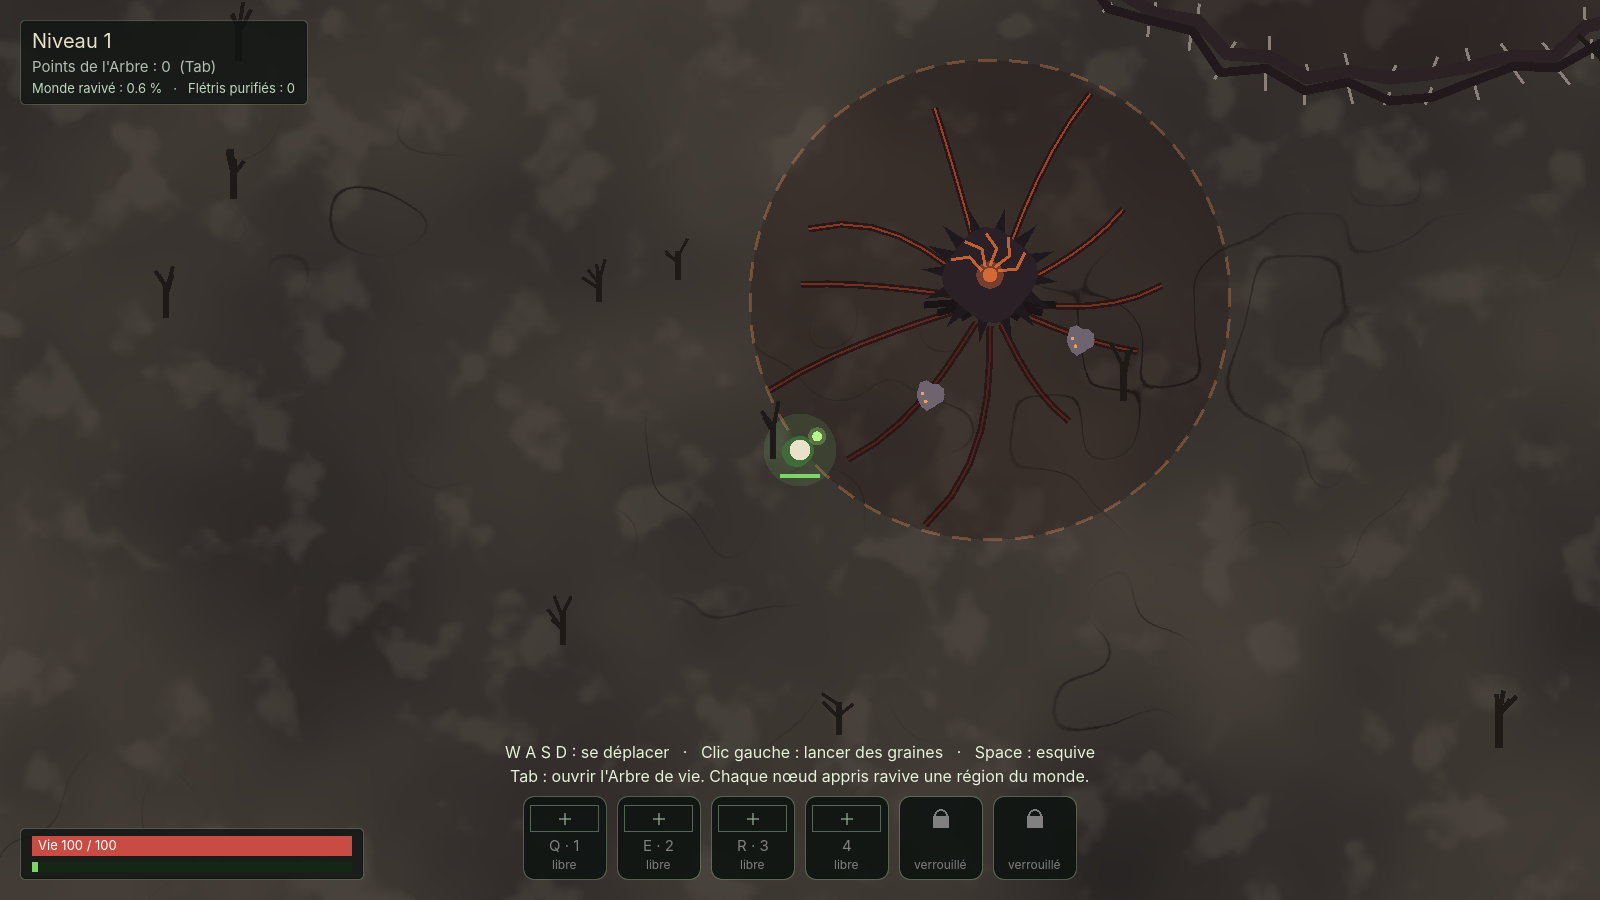 Niveau 1
Points de l'Arbre : 0 (Tab)
Monde ravivé : 0.6 % · Flétris purifiés : 0
W A S D : se déplacer · Clic gauche : lancer des graines · Space : esquive
Tab : ouvrir l'Arbre de vie. Chaque nœud appris ravive une région du monde.
Q · 1 E · 2 R · 3 4
libre libre libre libre verrouillé verrouillé
Vie 100 / 100